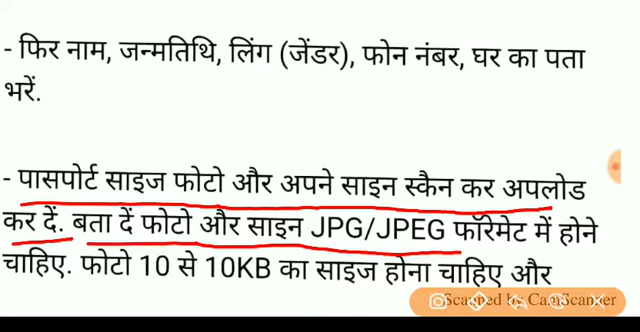 - फिर नाम, जन्मतिथि, लिंग (जेंडर), फोन नंबर, घर का पता
भरें.
- पासपोर्ट साइज फोटो और अपने साइन स्कैन कर अपलोड
कर दें. बता दें फोटो और साइन JPG/JPEG फॉरेमेट में होने
चाहिए. फोटो 10 से 10KB का साइज होना चाहिए और
Scanned by CamScanner